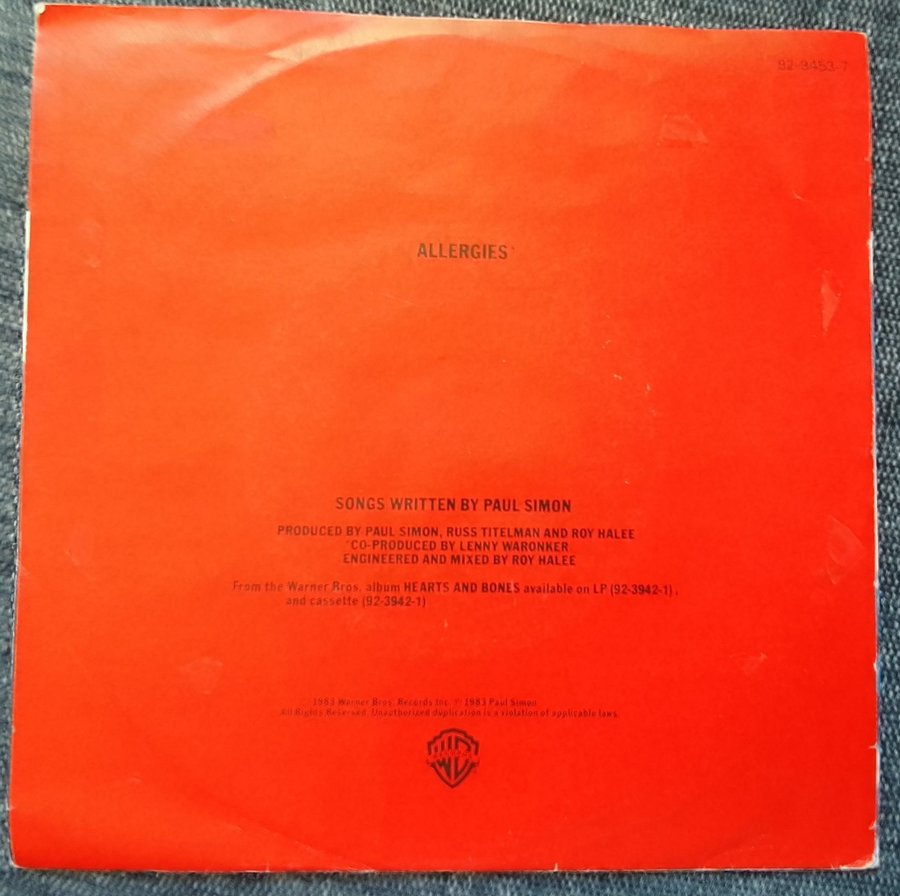 92-9453-7
ALLERGIES*
SONGS WRITTEN BY PAUL SIMON
PRODUCED BY PAUL SIMON, RUSS TITELMAN AND ROY HALEE
*CO-PRODUCED BY LENNY WARONKER
ENGINEERED AND MIXED BY ROY HALEE
From the Warner Bros. album HEARTS AND BONES available on LP (92-3942-1),
and cassette (92-3942-1)
© 1983 Warner Bros. Records Inc. ℗ 1983 Paul Simon
All Rights Reserved. Unauthorized duplication is a violation of applicable laws.